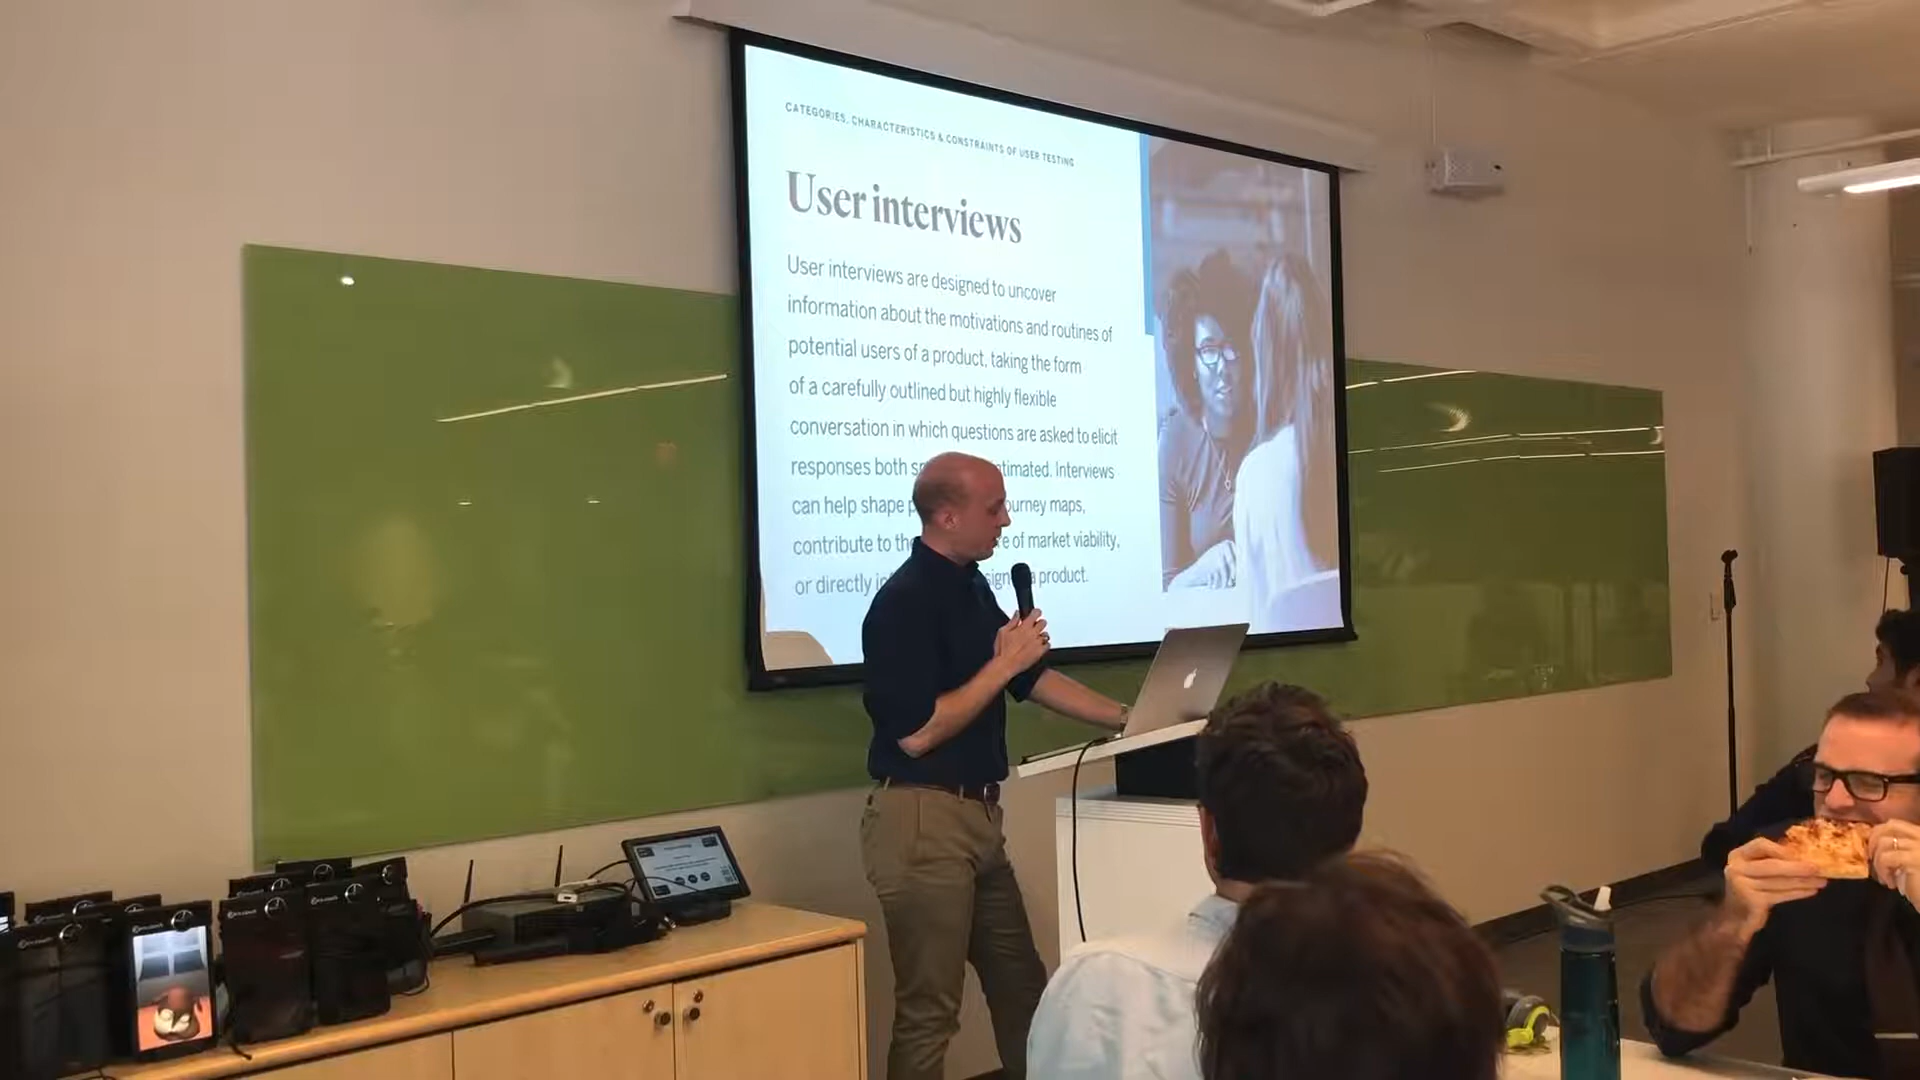 CATEGORIES, CHARACTERISTICS & CONSTRAINTS OF USER TESTING
User interviews
User interviews are designed to uncover
information about the motivations and routines of
potential users of a product, taking the form
of a carefully outlined but highly flexible
conversation in which questions are asked to elicit
responses both intimated. Interviews
can help shape journey maps,
contribute to the of market viability,
or directly a product.